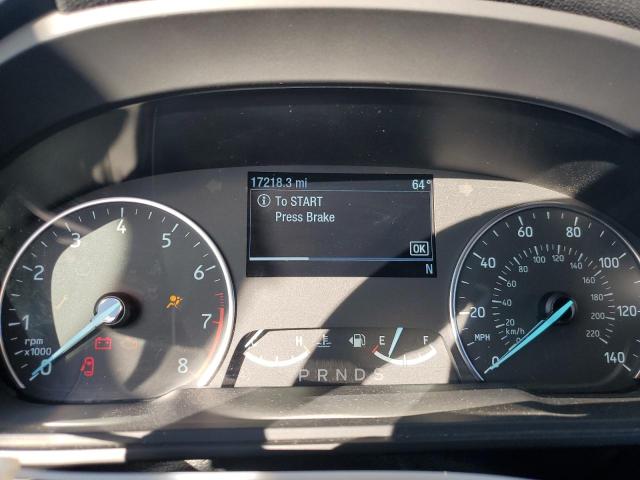 17218.3 mi 64°
To START
Press Brake
OK
N
0 1 2 3 4 5 6 7 8
rpm
x1000
H
E F
P R N D S
0 20 40 60 80 100 120 140
MPH
0 20 40 60 80 100 120 140 160 180 200 220
km/h